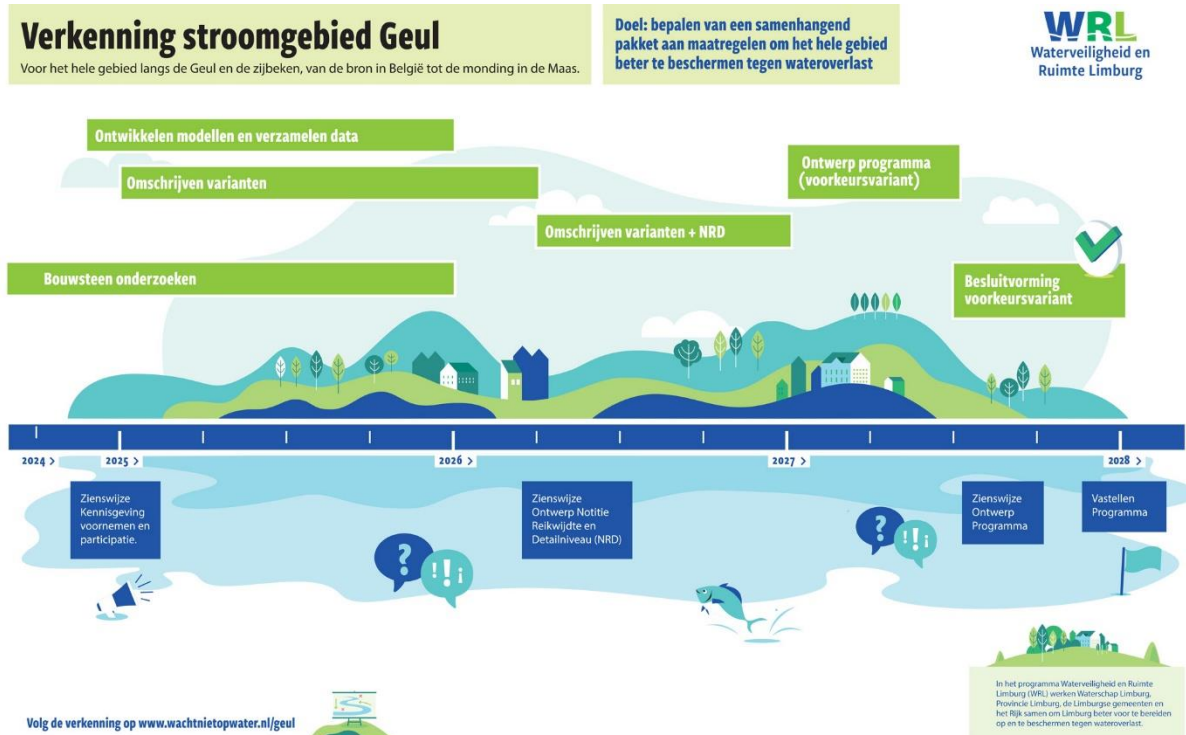 Verkenning stroomgebied Geul
Voor het hele gebied langs de Geul en de zijbeken, van de bron in België tot de monding in de Maas.
Doel: bepalen van een samenhangend
pakket aan maatregelen om het hele gebied
beter te beschermen tegen wateroverlast
WRL
Waterveiligheid en
Ruimte Limburg
Ontwikkelen modellen en verzamelen data
Omschrijven varianten
Ontwerp programma
(voorkeursvariant)
Omschrijven varianten + NRD
Bouwsteen onderzoeken
Besluitvorming
voorkeursvariant
2024 >
2025 >
2026 >
2027 >
2028 >
Zienswijze
Kennisgeving
voornemen en
participatie.
Zienswijze
Ontwerp Notitie
Reikwijdte en
Detailniveau (NRD)
Zienswijze
Ontwerp
Programma
Vastellen
Programma
?
!!¡
?
!!¡
In het programma Waterveiligheid en Ruimte
Limburg (WRL) werken Waterschap Limburg,
Provincie Limburg, de Limburgse gemeenten en
het Rijk samen om Limburg beter voor te bereiden
op en te beschermen tegen wateroverlast.
Volg de verkenning op www.wachtnietopwater.nl/geul